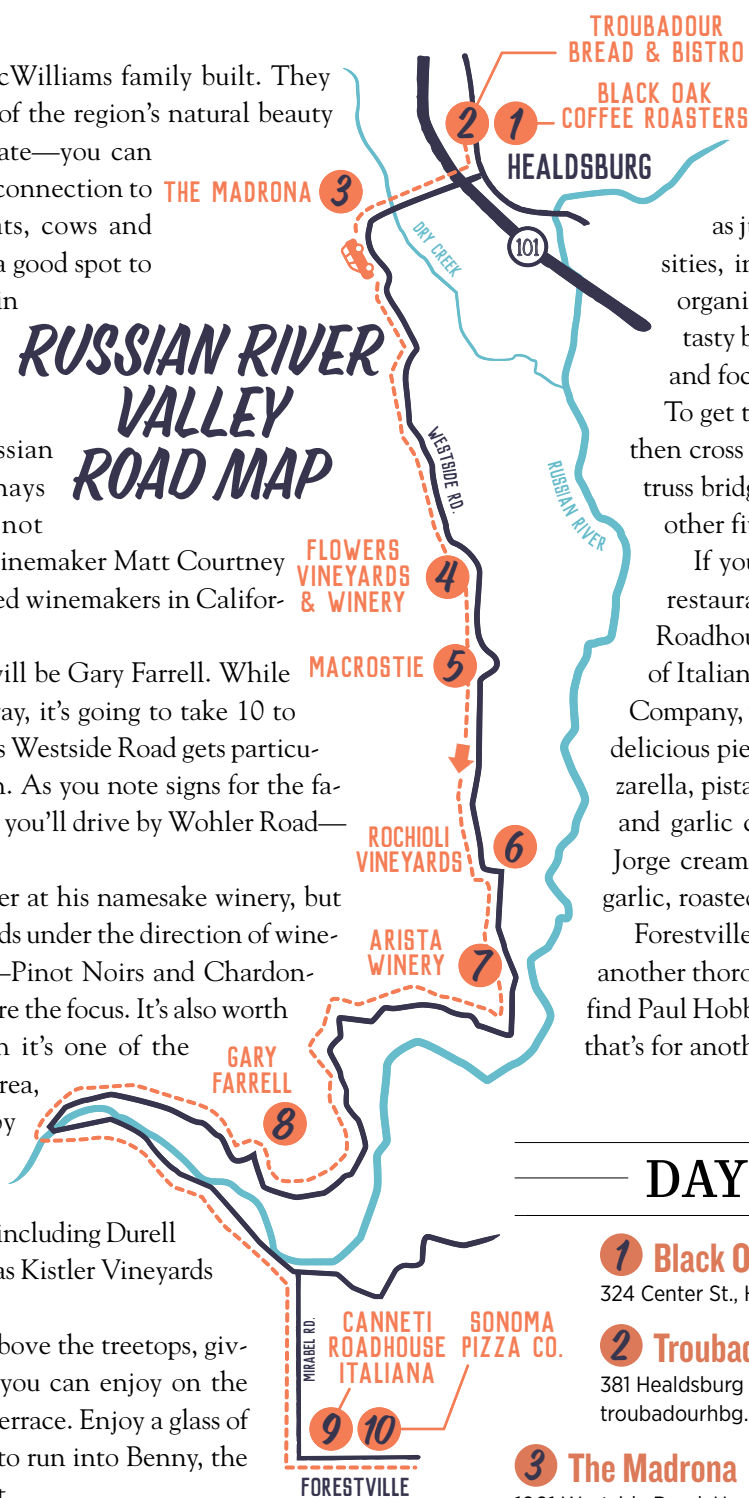 cWilliams family built. They
of the region's natural beauty
ate—you can
connection to
ts, cows and
a good spot to
in
RUSSIAN RIVER
VALLEY
ROAD MAP
ssian
hays
not
inemaker Matt Courtney
ed winemakers in Califor-
will be Gary Farrell. While
ay, it's going to take 10 to
s Westside Road gets particu-
n. As you note signs for the fa-
you'll drive by Wohler Road—
er at his namesake winery, but
ds under the direction of wine-
–Pinot Noirs and Chardon-
re the focus. It's also worth
n it's one of the
rea,
by
including Durell
as Kistler Vineyards
bove the treetops, giv-
you can enjoy on the
errace. Enjoy a glass of
to run into Benny, the
TROUBADOUR
BREAD & BISTRO
2
BLACK OAK
COFFEE ROASTERS
1
HEALDSBURG
THE MADRONA 3
DRY CREEK
101
WESTSIDE RD.
RUSSIAN RIVER
FLOWERS
VINEYARDS
& WINERY
4
MACROSTIE 5
ROCHIOLI
VINEYARDS
6
ARISTA
WINERY
7
GARY
FARRELL
8
MIRABEL RD.
CANNETI
ROADHOUSE
ITALIANA
9
SONOMA
PIZZA CO.
10
FORESTVILLE
as ju
sities, in
organi
tasty b
and foo
To get t
then cross
truss bridg
other fi
If you
restaura
Roadhou
of Italian
Company,
delicious pie
zarella, pista
and garlic c
Jorge cream
garlic, roasted
Forestville
another thoro
find Paul Hobb
that's for anoth
DAY
1 Black O
324 Center St., H
2 Troubad
381 Healdsburg
troubadourhbg.
3 The Madrona